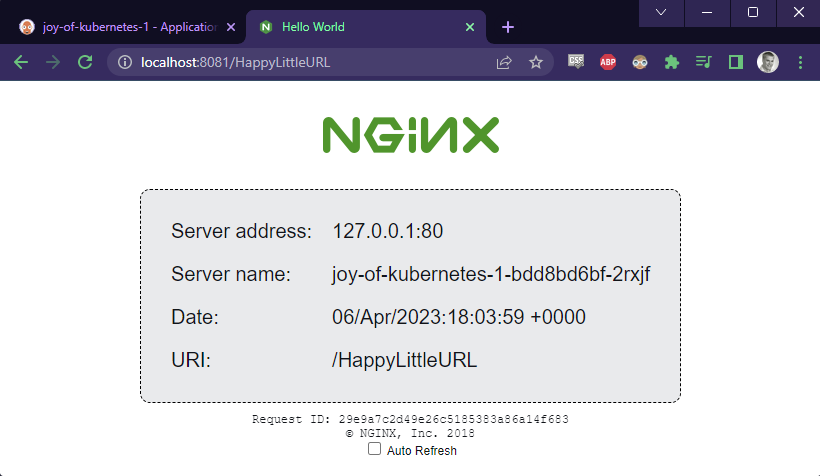 joy-of-kubernetes-1 - Application
Hello World
localhost:8081/HappyLittleURL
CSF
ABP
NGINX
Server address: 127.0.0.1:80
Server name: joy-of-kubernetes-1-bdd8bd6bf-2rxjf
Date: 06/Apr/2023:18:03:59 +0000
URI: /HappyLittleURL
Request ID: 29e9a7c2d49e26c5185383a86a14f683
© NGINX, Inc. 2018
Auto Refresh